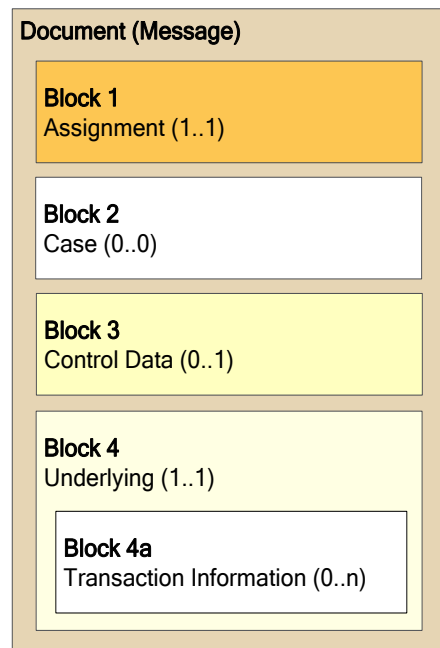 Document (Message)
Block 1
Assignment (1..1)
Block 2
Case (0..0)
Block 3
Control Data (0..1)
Block 4
Underlying (1..1)
Block 4a
Transaction Information (0..n)